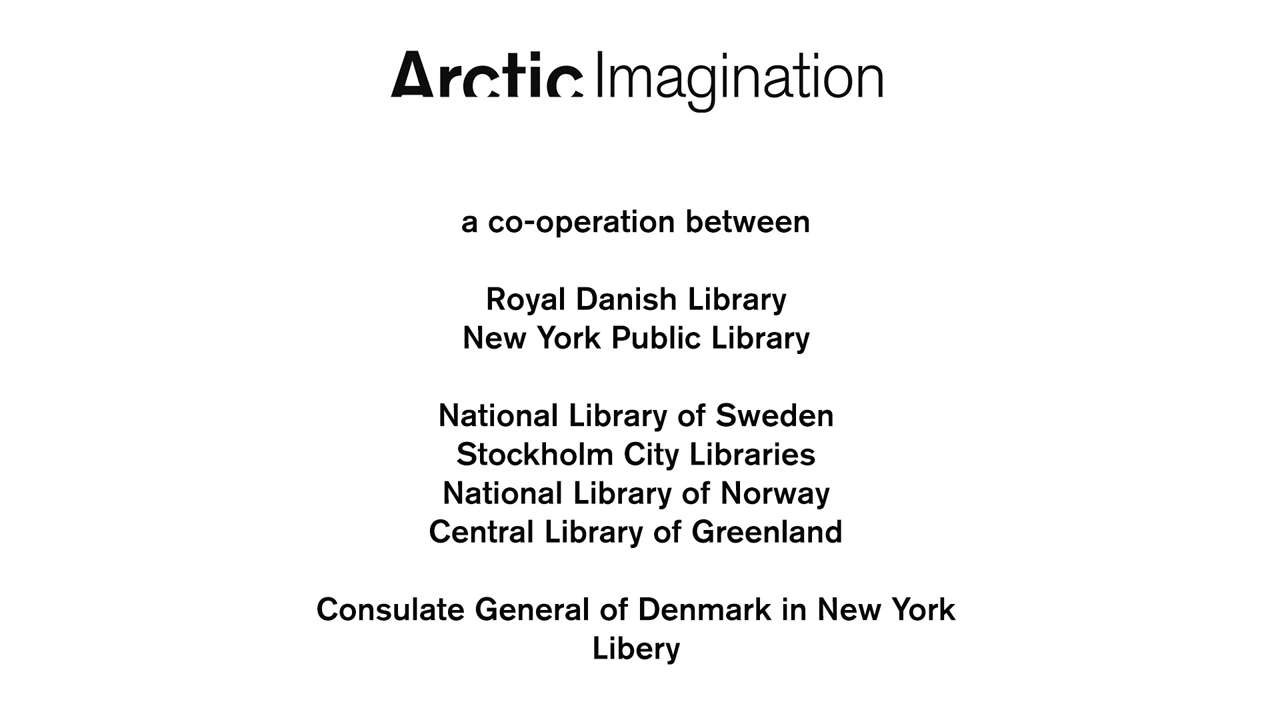 Arctic Imagination
a co-operation between
Royal Danish Library
New York Public Library
National Library of Sweden
Stockholm City Libraries
National Library of Norway
Central Library of Greenland
Consulate General of Denmark in New York
Libery